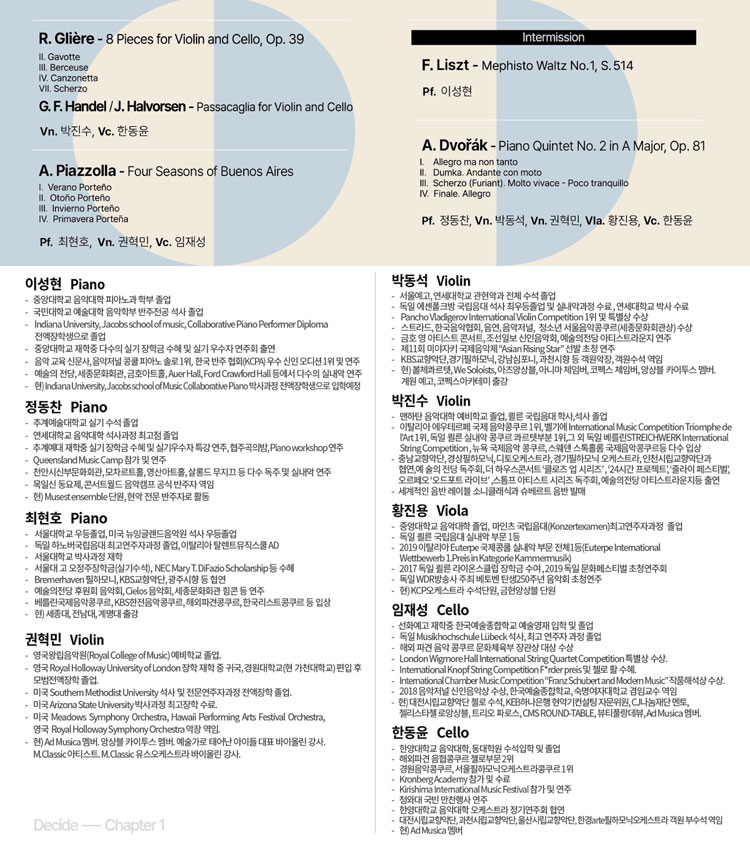 R. Glière - 8 Pieces for Violin and Cello, Op. 39
II. Gavotte
III. Berceuse
IV. Canzonetta
VII. Scherzo
G. F. Handel / J. Halvorsen - Passacaglia for Violin and Cello
Vn. 박진수, Vc. 한동윤
A. Piazzolla - Four Seasons of Buenos Aires
I. Verano Porteño
II. Otoño Porteño
III. Invierno Porteño
IV. Primavera Porteña
Pf. 최현호, Vn. 권혁민, Vc. 임재성
Intermission
F. Liszt - Mephisto Waltz No.1, S. 514
Pf. 이성현
A. Dvořák - Piano Quintet No. 2 in A Major, Op. 81
I. Allegro ma non tanto
II. Dumka. Andante con moto
III. Scherzo (Furiant). Molto vivace - Poco tranquillo
IV. Finale. Allegro
Pf. 정동찬, Vn. 박동석, Vn. 권혁민, Vla. 황진용, Vc. 한동윤
이성현 Piano
- 중앙대학교 음악대학 피아노과 학부 졸업
- 국민대학교 예술대학 음악학부 반주전공 석사 졸업
- Indiana University, Jacobs school of music, Collaborative Piano Performer Diploma
전액장학생으로 졸업
- 중앙대학교 재학중 다수의 실기 장학금 수혜 및 실기 우수자 연주회 출연
- 음악 교육 신문사, 음악저널 콩쿨 피아노 1위, 한국 반주 협회(KCPA) 우수 신인 오디션 1위 및 연주
- 예술의 전당, 세종문화회관, 금호아트홀, Auer Hall, Ford Crawford Hall 등에서 다수의 실내악 연주
- 현) Indiana University, Jacobs school of Music Collaborative Piano 박사과정 전액장학생으로 입학예정
정동찬 Piano
- 추계예술대학교 실기 수석 졸업
- 연세대학교 음악대학 석사과정 최고점 졸업
- 추계예대 재학중 실기 장학금 수혜 및 실기우수자 특강 연주, 협주곡의밤, Piano workshop 연주
- Queensland Music Camp 참가 및 연주
- 천안시신부문화회관, 모차르트홀, 영산아트홀, 살롱드 무지끄 등 다수 독주 및 실내악 연주
- 목일신 동요제, 콘서트월드 음악캠프 공식 반주자 역임
- 현) Musest ensemble 단원, 현악 전문 반주자로 활동
최현호 Piano
- 서울대학교 우등졸업, 미국 뉴잉글랜드음악원 석사 우등졸업
- 독일 하노버국립음대 최고연주자과정 졸업, 이탈리아 탈렌트뮤직스쿨 AD
- 서울대학교 박사과정 재학
- 서울대 고 오정주장학금(실기수석), NEC Mary T. DiFazio Scholarship 등 수혜
- Bremerhaven 필하모니, KBS교향악단, 광주시향 등 협연
- 예술의전당 후원회 음악회, Cielos 음악회, 세종문화회관 힘콘 등 연주
- 베를린국제음악콩쿠르, KBS한전음악콩쿠르, 해외파견콩쿠르, 한국리스트콩쿠르 등 입상
- 현) 세종대, 전남대, 계명대 출강
권혁민 Violin
- 영국왕립음악원(Royal College of Music) 예비학교 졸업.
- 영국 Royal Holloway University of London 장학 재학 중 귀국, 경원대학교(현 가천대학교) 편입 후
모범전액장학 졸업.
- 미국 Southern Methodist University 석사 및 전문연주자과정 전액장학 졸업.
- 미국 Arizona State University 박사과정 장학 수료.
- 미국 Meadows Symphony Orchestra, Hawaii Performing Arts Festival Orchestra,
영국 Royal Holloway Symphony Orchestra 악장 역임.
- 현) Ad Musica 멤버. 앙상블 카이투스 멤버. 예술가로 태어난 아이들 대표 바이올린 강사.
M.Classic 아티스트. M.Classic 유스오케스트라 바이올린 강사.
Decide — Chapter 1
박동석 Violin
- 서울예고, 연세대학교 관현악과 전체 수석 졸업
- 독일 에센폴크방 국립음대 석사 최우등졸업 및 실내악과정 수료, 연세대학교 박사 수료
- Pancho Vladigerov International Violin Competition 1위 및 특별상 수상
- 스트라드, 한국음악협회, 음연, 음악저널, 청소년 서울음악콩쿠르(세종문화회관상) 수상
- 금호 영 아티스트 콘서트, 조선일보 신인음악회, 예술의전당 아티스트라운지 연주
- 제11회 미야자키 국제음악제 “Asian Rising Star” 선발 초청 연주
- KBS교향악단, 경기필하모닉, 강남심포니, 과천시향 등 객원악장, 객원수석 역임
- 현) 볼체콰르텟, We Soloists, 아즈앙상블, 아니마 체임버, 코펙스 체임버, 앙상블 카이투스 멤버.
계원 예고, 코펙스아카데미 출강
박진수 Violin
- 맨하탄 음악대학 예비학교 졸업, 쾰른 국립음대 학사,석사 졸업
- 이탈리아 에우테르페 국제 음악콩쿠르 1위, 벨기에 International Music Competition Triomphe de
l'Art 1위, 독일 쾰른 실내악 콩쿠르 콰르텟부분 1위, 그 외 독일 베를린STREICHWERK International
String Competition , 뉴욕 국제음악 콩쿠르, 스웨덴 스톡홀름 국제음악콩쿠르등 다수 입상
- 충남교향악단, 경상필하모닉, 디토오케스트라, 경기필하모닉 오케스트라, 인천시립교향악단과
협연,예 술의 전당 독주회, 더 하우스콘서트 ‘클로즈 업 시리즈’ , ‘24시간 프로젝트’, ‘줄라이 페스티벌’,
오르페오 ‘오드포트 라이브’ , 스톰프 아티스트 시리즈 독주회, 예술의전당 아티스트라운지등 출연
- 세계적인 음반 레이블 소니클래식과 슈베르트 음반 발매
황진용 Viola
- 중앙대학교 음악대학 졸업, 마인츠 국립음대(Konzertexamen)최고연주자과정 졸업
- 독일 쾰른 국립음대 실내악 부문 1등
- 2019 이탈리아 Euterpe 국제콩쿨 실내악 부문 전체1등(Euterpe International
Wettbewerb 1.Preis in Kategorie Kammermusik)
- 2017 독일 쾰른 라이온스클럽 장학금 수여 , 2019 독일 문화페스티벌 초청연주회
- 독일 WDR방송사 주최 베토벤 탄생250주년 음악회 초청연주
- 현) KCP오케스트라 수석단원, 금현앙상블 단원
임재성 Cello
- 선화예고 재학중 한국예술종합학교 예술영재 입학 및 졸업
- 독일 Musikhochschule Lübeck 석사, 최고 연주자 과정 졸업
- 해외 파견 음악 콩쿠르 문화체육부 장관상 대상 수상
- London Wigmore Hall International String Quartet Competition 특별상 수상.
- International Knopf String Competition F*rder preis 및 첼로 활 수혜.
- International Chamber Music Competition “Franz Schubert and Modern Music” 작품해석상 수상.
- 2018 음악저널 신인음악상 수상, 한국예술종합학교, 숙명여자대학교 겸임교수 역임
- 현) 대전시립교향악단 첼로 수석, KEB하나은행 현악기컨설팅 자문위원, CJ나눔재단 멘토,
첼리스타첼 로앙상블, 트리오 파로스, CMS ROUND-TABLE, 뷰티풀랑데뷰, Ad Musica 멤버.
한동윤 Cello
- 한양대학교 음악대학, 동대학원 수석입학 및 졸업
- 해외파견 음협콩쿠르 첼로부문 2위
- 경원음악콩쿠르, 서울필하모닉오케스트라콩쿠르 1위
- Kronberg Academy 참가 및 수료
- Kirishima International Music Festival 참가 및 연주
- 청와대 국빈 만찬행사 연주
- 한양대학교 음악대학 오케스트라 정기연주회 협연
- 대전시립교향악단, 과천시립교향악단, 울산시립교향악단, 한경arte필하모닉오케스트라 객원 부수석 역임
- 현) Ad Musica 멤버